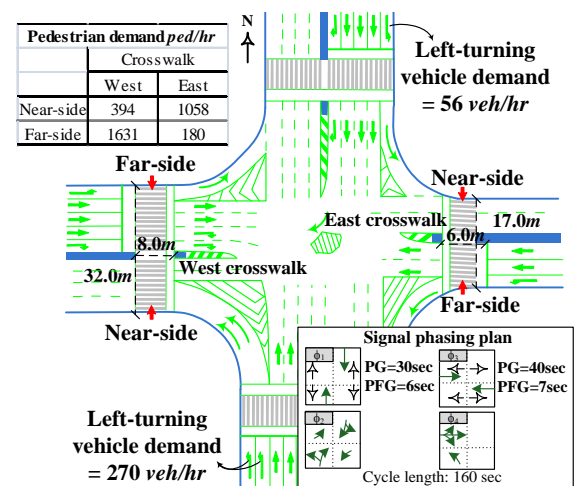 Pedestrian demand ped/hr
Crosswalk
West East
Near-side 394 1058
Far-side 1631 180
N
Left-turning
vehicle demand
= 56 veh/hr
Far-side
Near-side
East crosswalk
17.0m
8.0m
6.0m
West crosswalk
32.0m
Near-side
Far-side
Signal phasing plan
ϕ1
PG=30sec
PFG=6sec
ϕ3
PG=40sec
PFG=7sec
ϕ2
ϕ4
Cycle length: 160 sec
Left-turning
vehicle demand
= 270 veh/hr